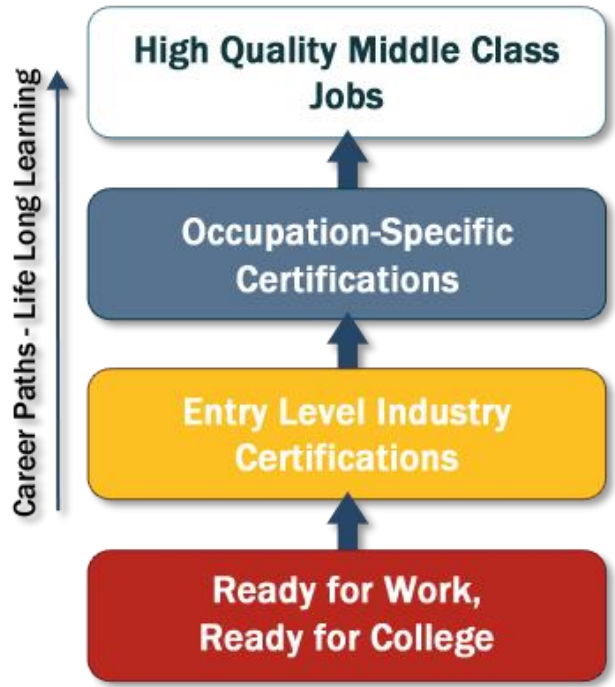 High Quality Middle Class
Jobs
Occupation-Specific
Certifications
Entry Level Industry
Certifications
Ready for Work,
Ready for College
Career Paths - Life Long Learning